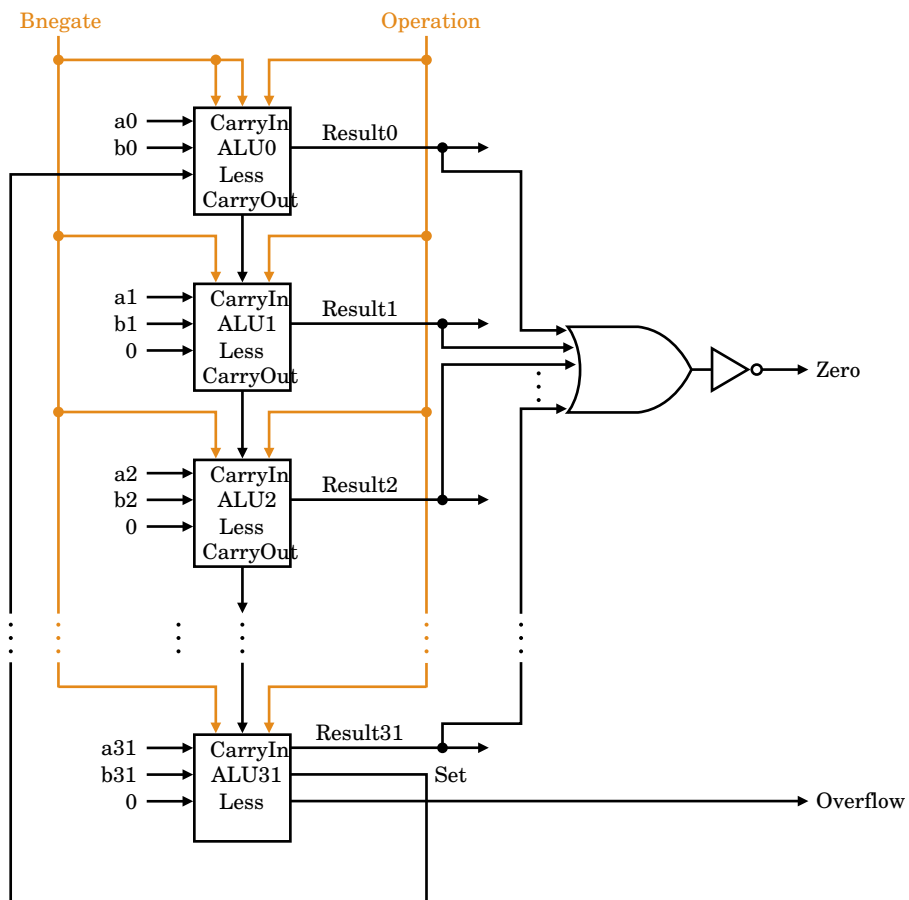 Bnegate
Operation
a0
b0
CarryIn
ALU0
Less
CarryOut
Result0
a1
b1
0
CarryIn
ALU1
Less
CarryOut
Result1
Zero
a2
b2
0
CarryIn
ALU2
Less
CarryOut
Result2
a31
b31
0
CarryIn
ALU31
Less
Result31
Set
Overflow